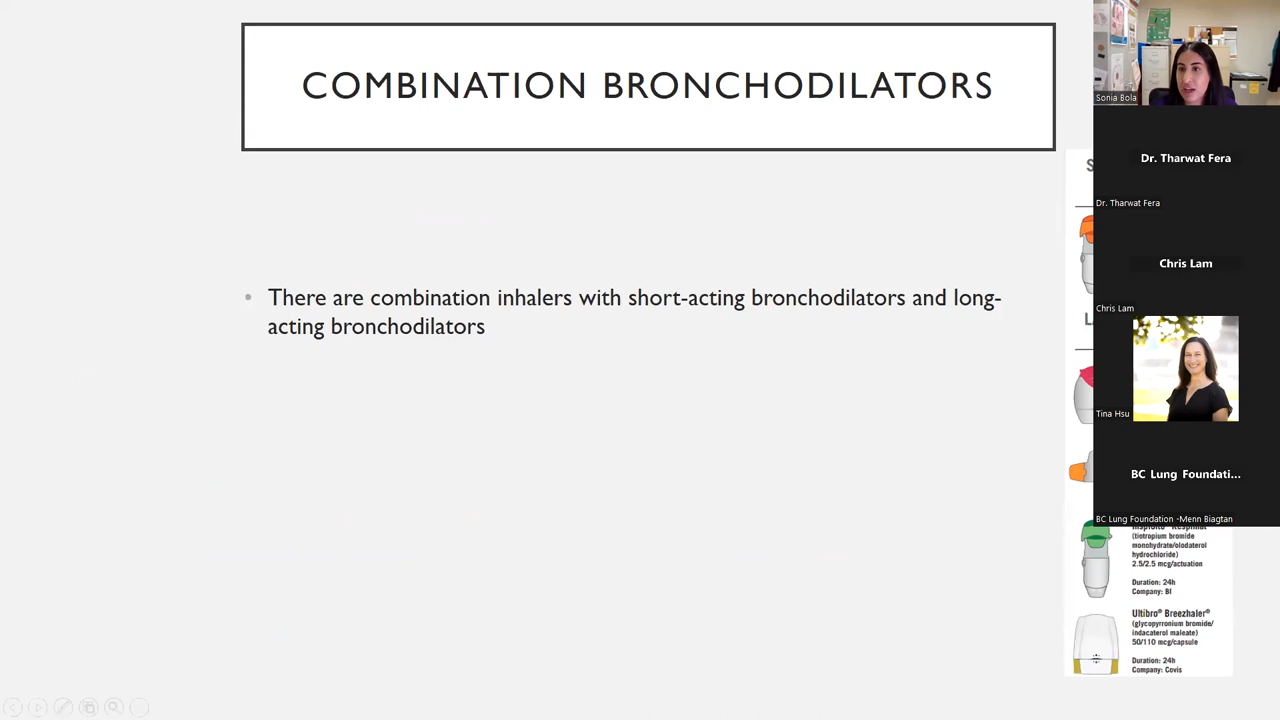 COMBINATION BRONCHODILATORS
• There are combination inhalers with short-acting bronchodilators and long-
acting bronchodilators
Sonia Bola
Dr. Tharwat Fera
Dr. Tharwat Fera
Chris Lam
Chris Lam
Tina Hsu
BC Lung Foundati...
BC Lung Foundation -Menn Biagtan
(tiotropium bromide
monohydrate/olodaterol
hydrochloride)
2.5/2.5 mcg/actuation
Duration: 24h
Company: BI
Ultibro® Breezhaler®
(glycopyrronium bromide/
indacaterol maleate)
50/110 mcg/capsule
Duration: 24h
Company: Covis